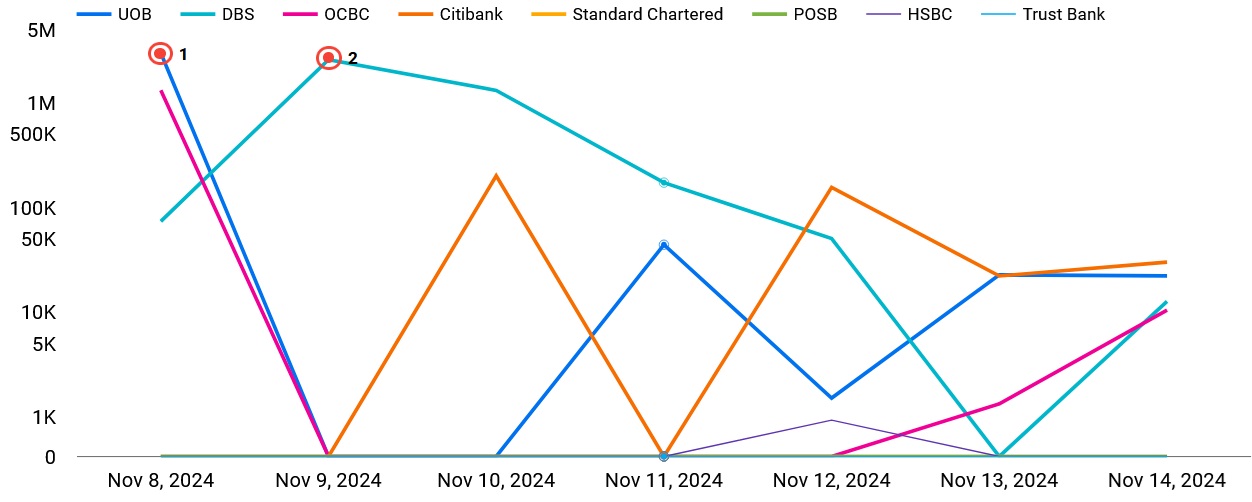 UOB DBS OCBC Citibank Standard Chartered POSB HSBC Trust Bank
5M
1 2
1M
500K
100K
50K
10K
5K
1K
0
Nov 8, 2024 Nov 9, 2024 Nov 10, 2024 Nov 11, 2024 Nov 12, 2024 Nov 13, 2024 Nov 14, 2024